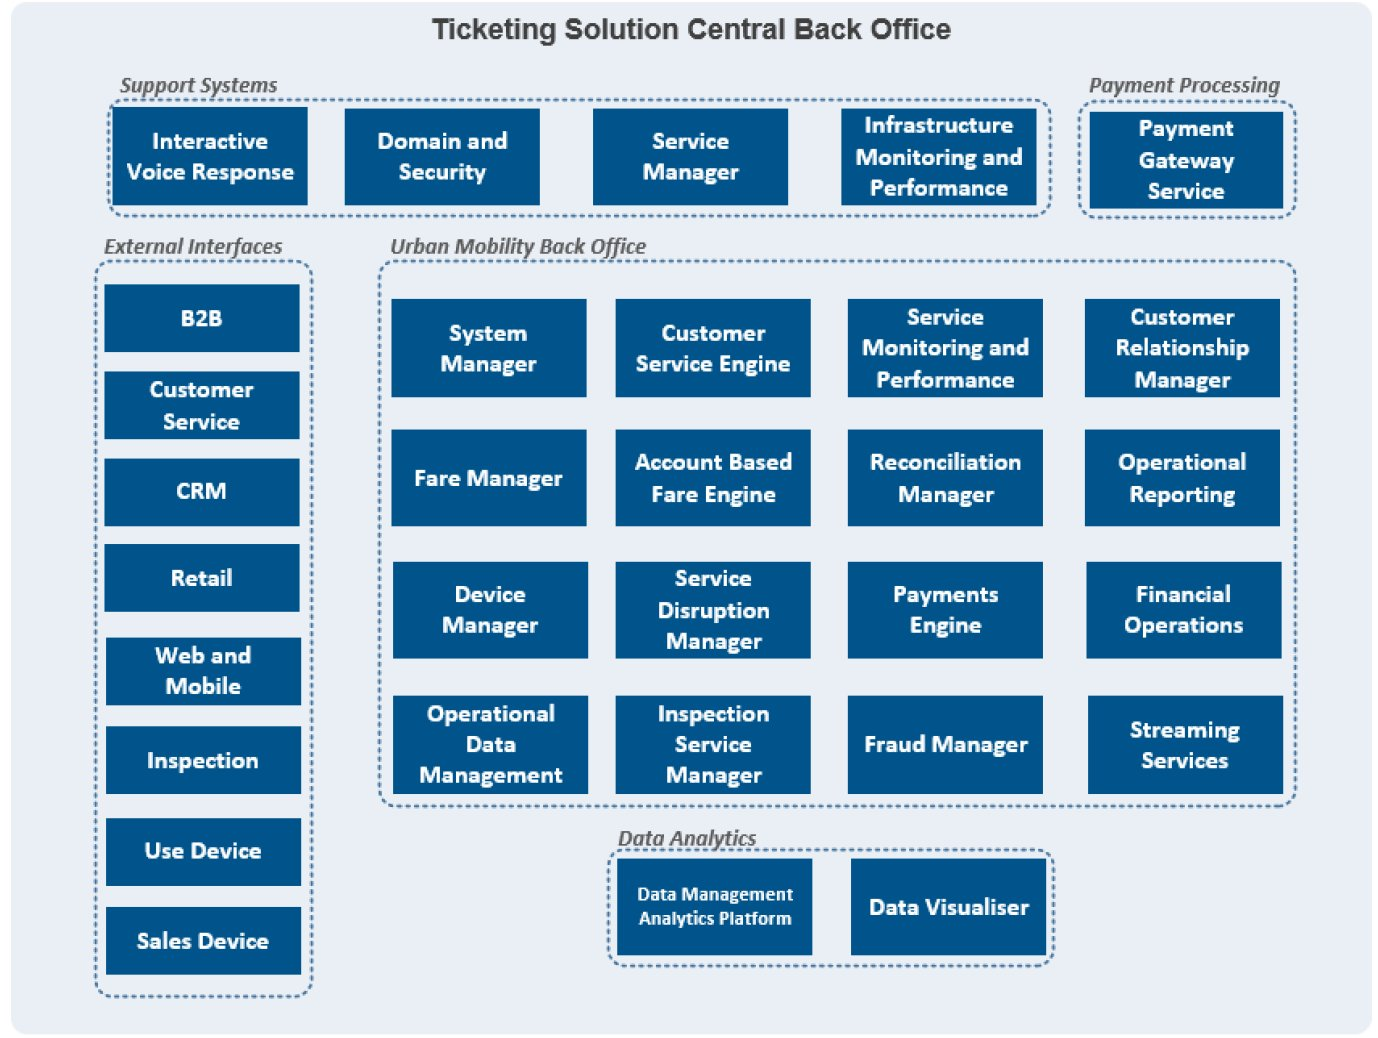 Ticketing Solution Central Back Office
Support Systems
Interactive
Voice Response
Domain and
Security
Service
Manager
Infrastructure
Monitoring and
Performance
Payment Processing
Payment
Gateway
Service
External Interfaces
B2B
Customer
Service
CRM
Retail
Web and
Mobile
Inspection
Use Device
Sales Device
Urban Mobility Back Office
System
Manager
Customer
Service Engine
Service
Monitoring and
Performance
Customer
Relationship
Manager
Fare Manager
Account Based
Fare Engine
Reconciliation
Manager
Operational
Reporting
Device
Manager
Service
Disruption
Manager
Payments
Engine
Financial
Operations
Operational
Data
Management
Inspection
Service
Manager
Fraud Manager
Streaming
Services
Data Analytics
Data Management
Analytics Platform
Data Visualiser